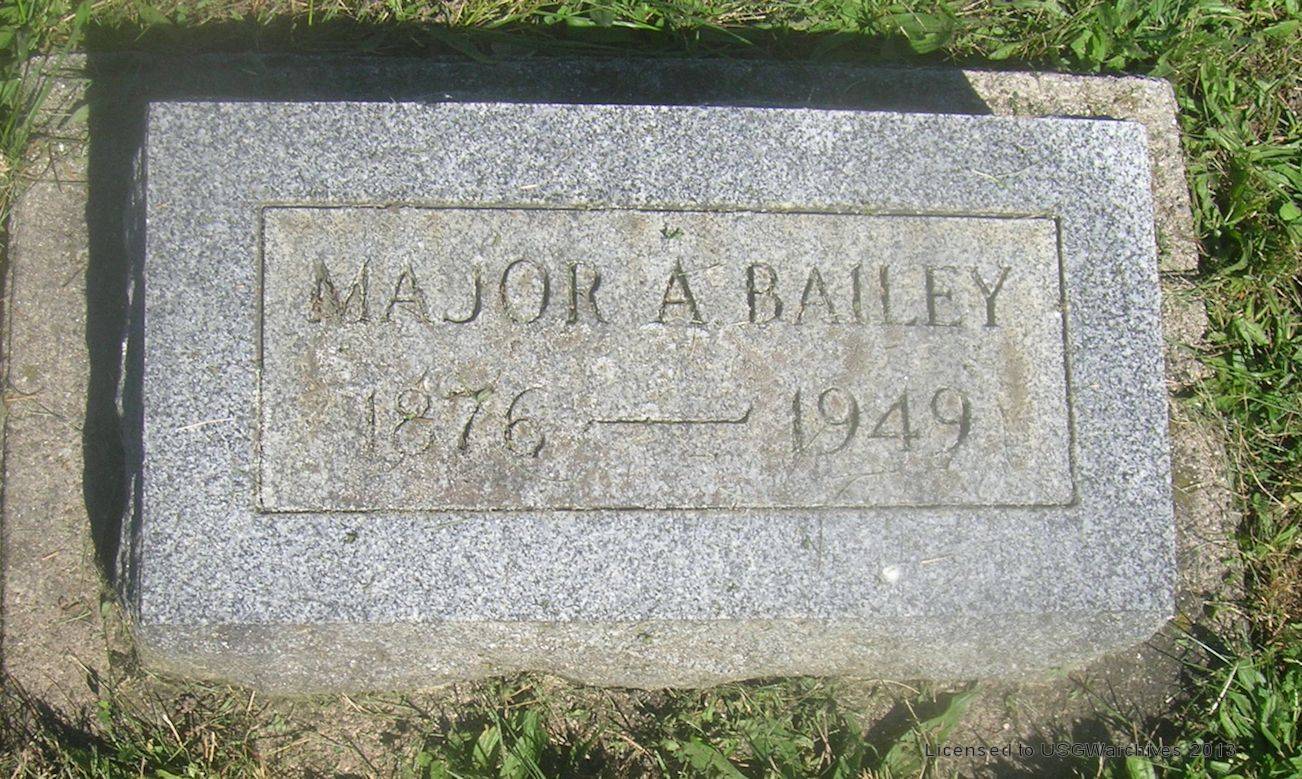 MAJOR A BAILEY
1876 — 1949
Licensed to USGWarchives 2013